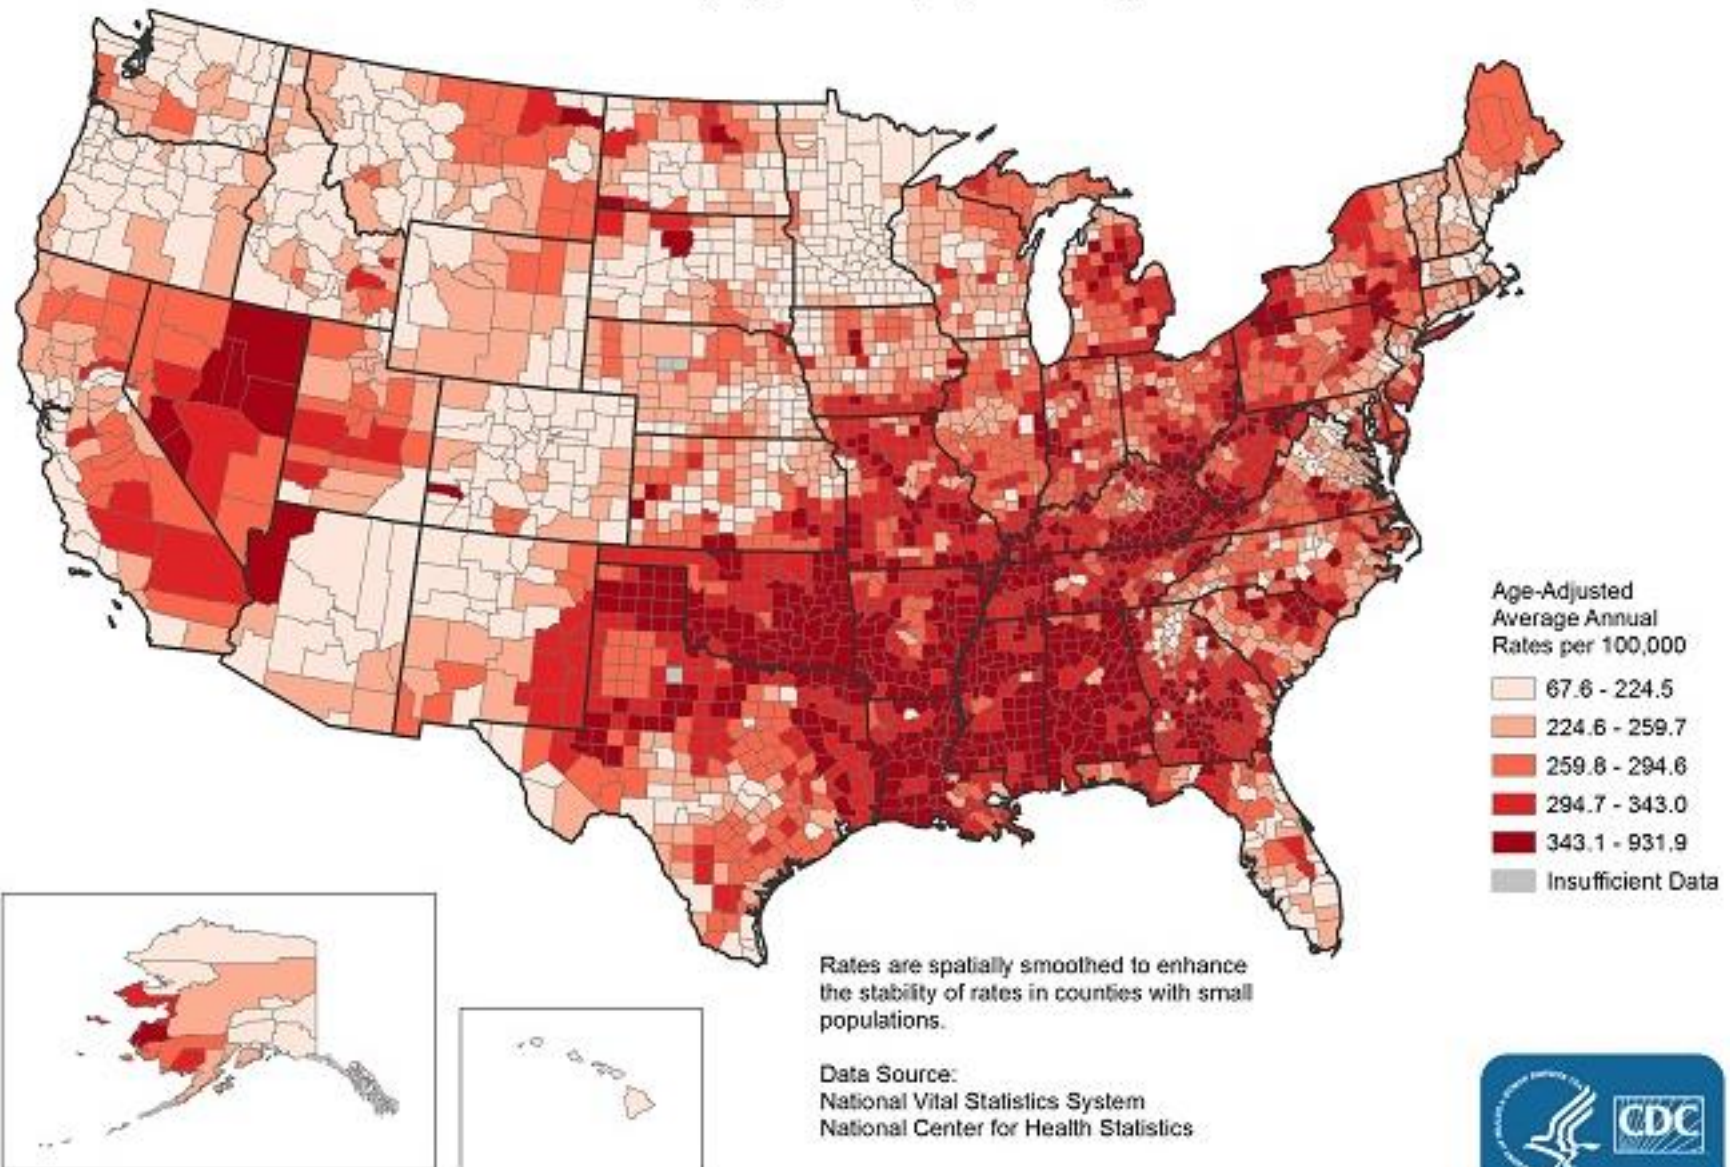 Age-Adjusted
Average Annual
Rates per 100,000
67.6 - 224.5
224.6 - 259.7
259.8 - 294.6
294.7 - 343.0
343.1 - 931.9
Insufficient Data
Rates are spatially smoothed to enhance
the stability of rates in counties with small
populations.
Data Source:
National Vital Statistics System
National Center for Health Statistics
CDC